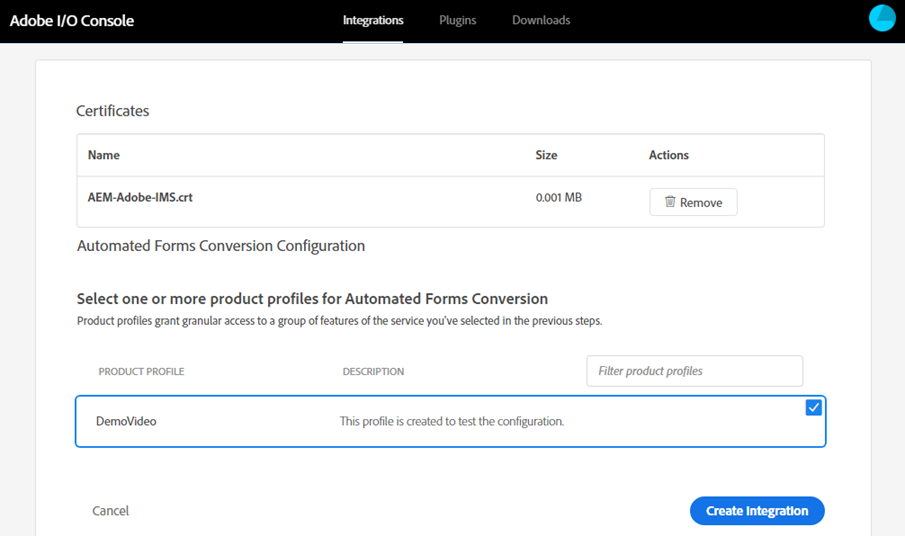 Adobe I/O Console
Integrations
Plugins
Downloads
Certificates
Name Size Actions
AEM-Adobe-IMS.crt 0.001 MB Remove
Automated Forms Conversion Configuration
Select one or more product profiles for Automated Forms Conversion
Product profiles grant granular access to a group of features of the service you've selected in the previous steps.
PRODUCT PROFILE DESCRIPTION Filter product profiles
DemoVideo This profile is created to test the configuration.
Cancel Create Integration